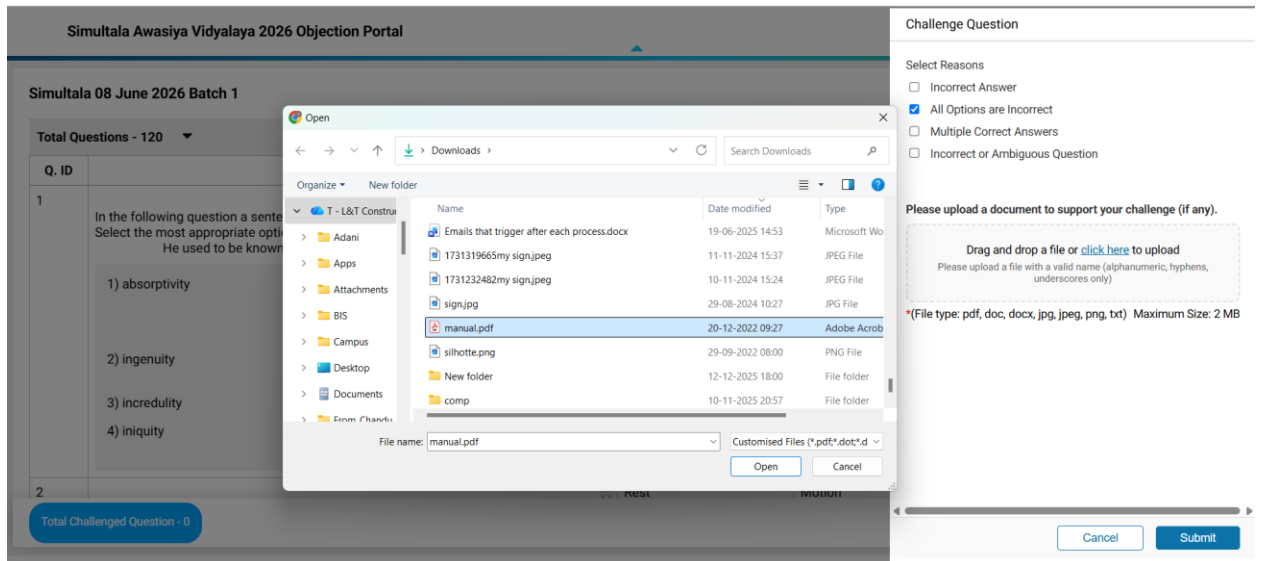 Simultala Awasiya Vidyalaya 2026 Objection Portal
Simultala 08 June 2026 Batch 1
Total Questions - 120
Q. ID
1
In the following question a sente
Select the most appropriate opti
He used to be known
1) absorptivity
2) ingenuity
3) incredulity
4) iniquity
2
Rest
Motion
Total Challenged Question - 0
Open
Downloads
Search Downloads
Organize
New folder
T - L&T Constru
Adani
Apps
Attachments
BIS
Campus
Desktop
Documents
From Chandu
Name Date modified Type
Emails that trigger after each process.docx 19-06-2025 14:53 Microsoft Wo
1731319665my sign.jpeg 11-11-2024 15:37 JPEG File
1731232482my sign.jpeg 10-11-2024 15:24 JPEG File
sign.jpg 29-08-2024 10:27 JPG File
manual.pdf 20-12-2022 09:27 Adobe Acrob
silhotte.png 29-09-2022 08:00 PNG File
New folder 12-12-2025 18:00 File folder
comp 10-11-2025 20:57 File folder
File name: manual.pdf Customised Files (*.pdf;*.dot;*.d
Open Cancel
Challenge Question
Select Reasons
Incorrect Answer
All Options are Incorrect
Multiple Correct Answers
Incorrect or Ambiguous Question
Please upload a document to support your challenge (if any).
Drag and drop a file or click here to upload
Please upload a file with a valid name (alphanumeric, hyphens,
underscores only)
*(File type: pdf, doc, docx, jpg, jpeg, png, txt) Maximum Size: 2 MB
Cancel Submit